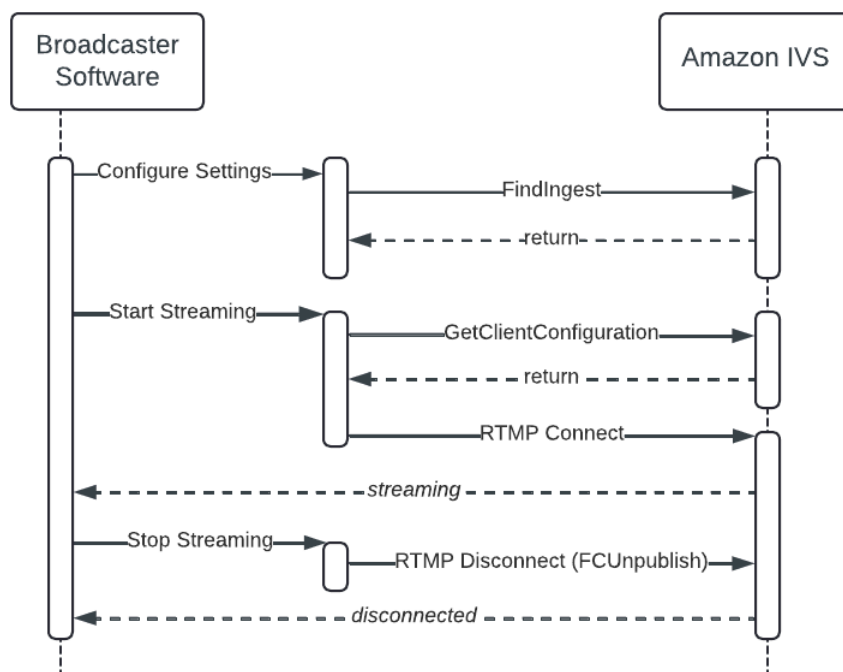 Broadcaster
Software
Amazon IVS
Configure Settings
FindIngest
return
Start Streaming
GetClientConfiguration
return
RTMP Connect
streaming
Stop Streaming
RTMP Disconnect (FCUnpublish)
disconnected